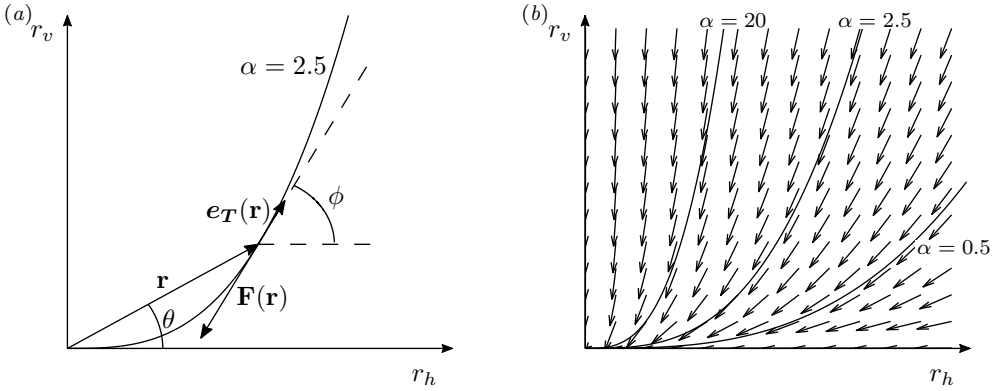 (a)
r_v
α = 2.5
e_T(r)
ϕ
r
F(r)
θ
r_h
(b)
r_v
α = 20
α = 2.5
α = 0.5
r_h